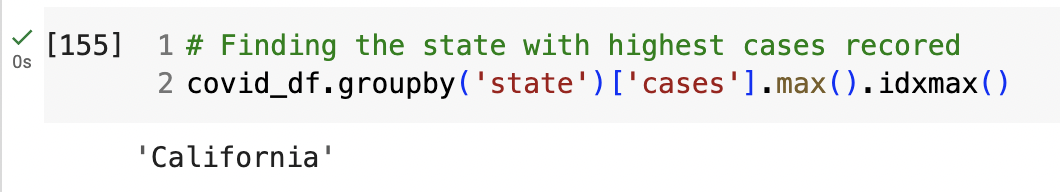 [155] 1 # Finding the state with highest cases recored
0s 2 covid_df.groupby('state')['cases'].max().idxmax()
'California'